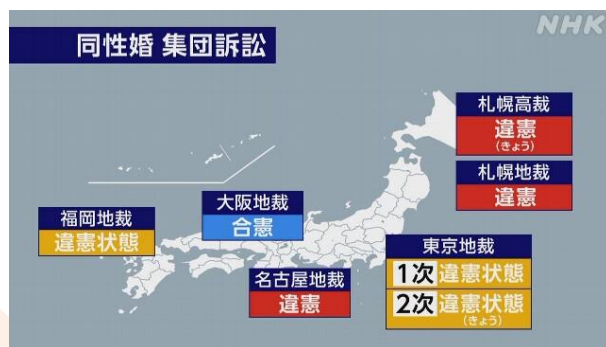 NHK
同性婚 集団訴訟
札幌高裁
違憲
(きょう)
札幌地裁
違憲
大阪地裁
合憲
福岡地裁
違憲状態
東京地裁
1次 違憲状態
2次 違憲状態
(きょう)
名古屋地裁
違憲